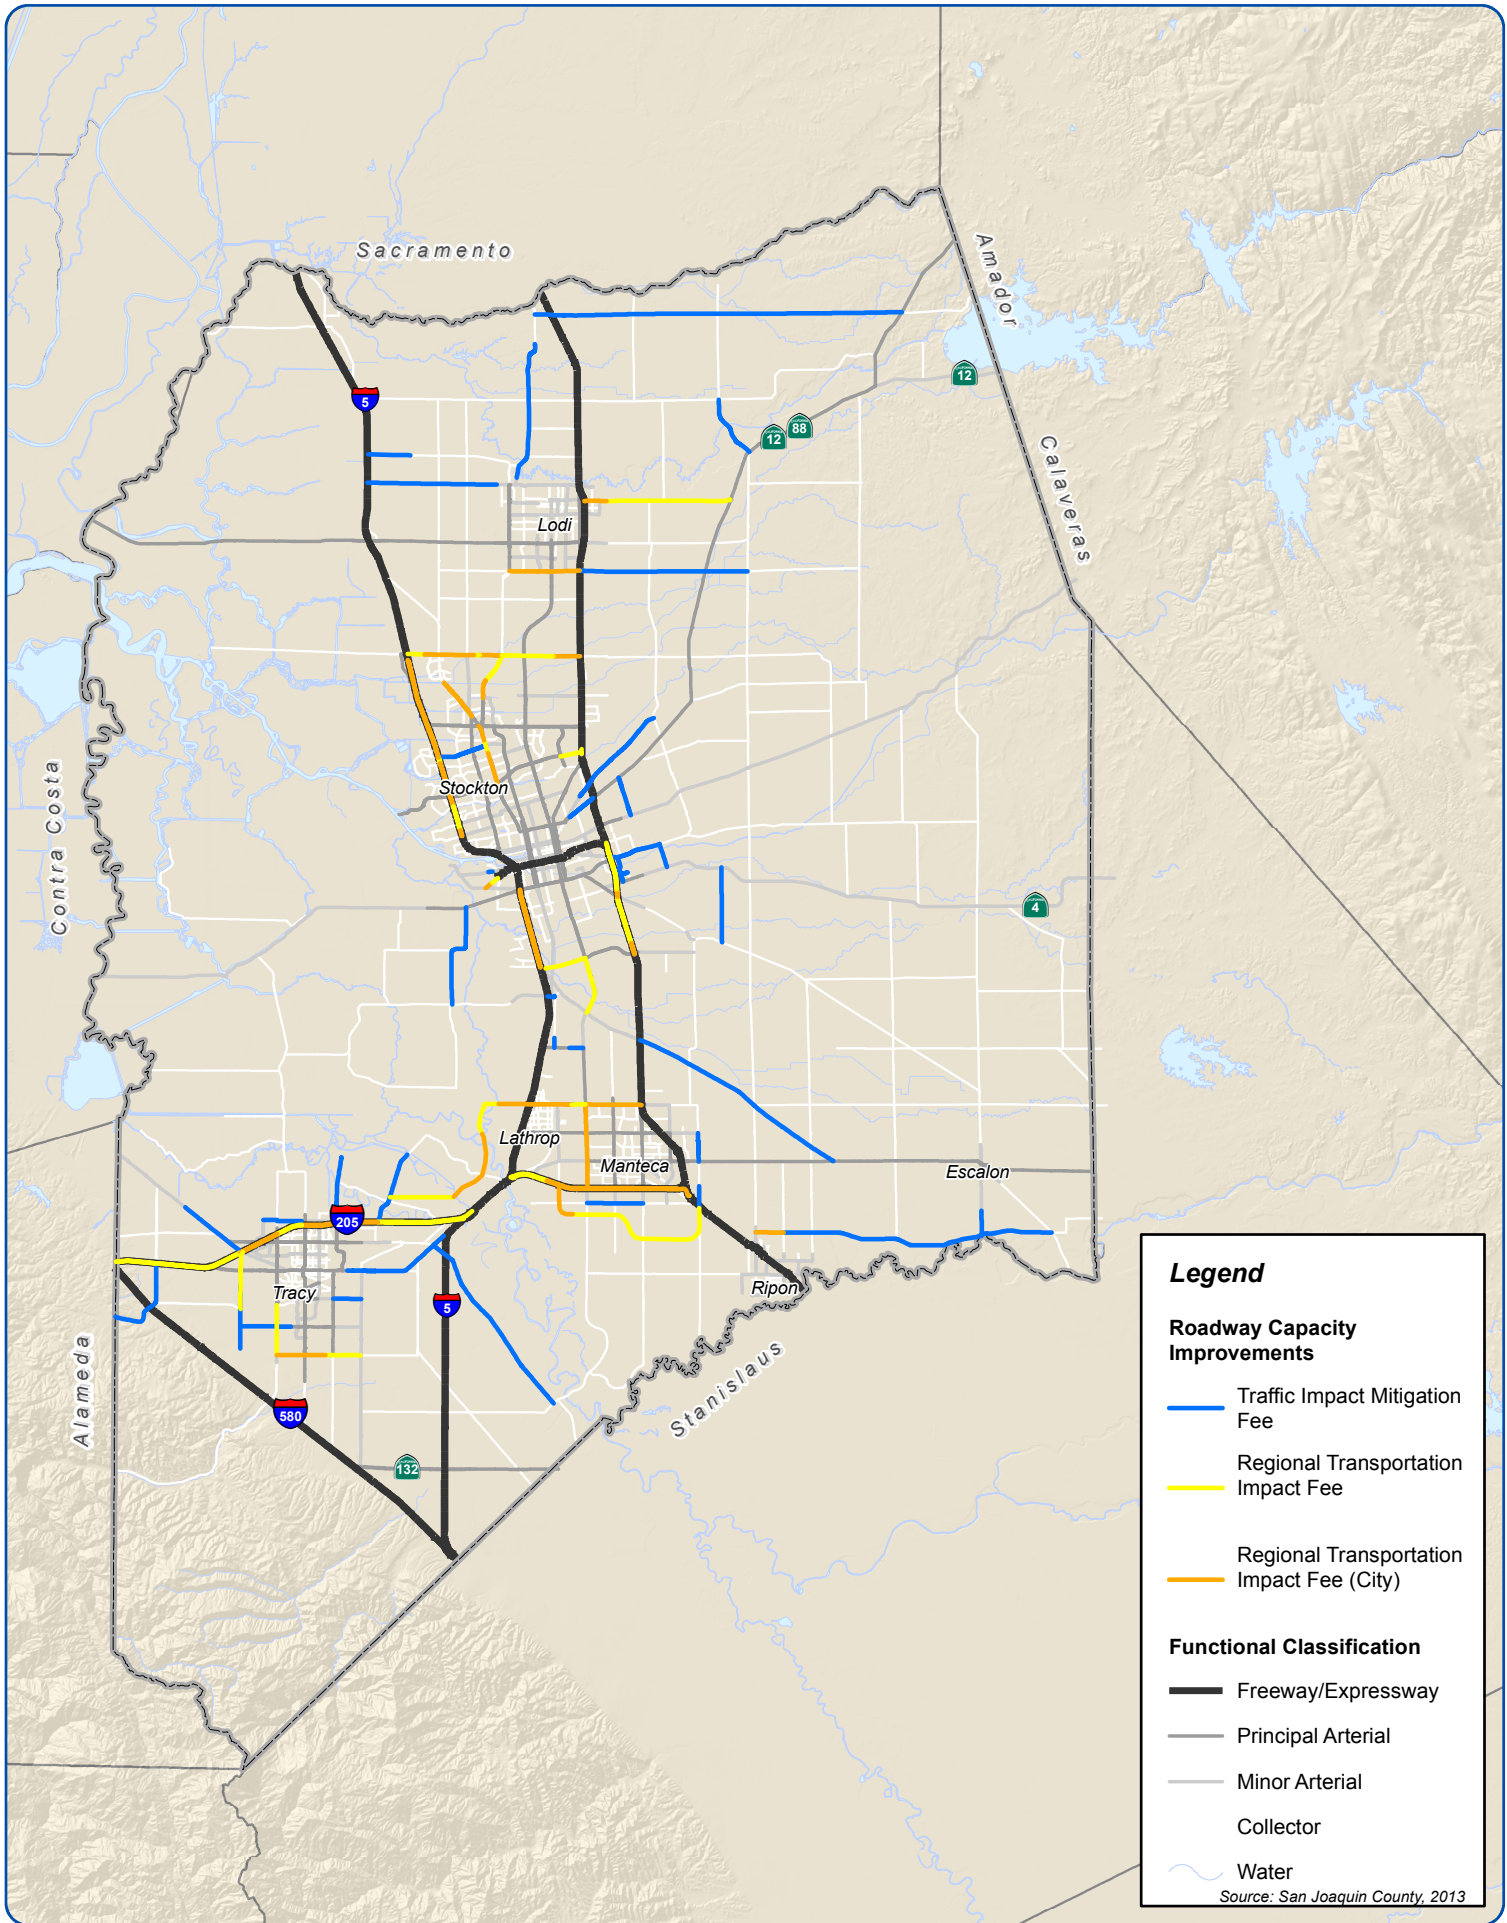 Sacramento
Amador
5
12
88
12
Calaveras
Lodi
Contra Costa
Stockton
4
Lathrop
Manteca
Escalon
205
Tracy
Ripon
5
Alameda
Stanislaus
580
CALIFORNIA
132
Legend
Roadway Capacity
Improvements
Traffic Impact Mitigation
Fee
Regional Transportation
Impact Fee
Regional Transportation
Impact Fee (City)
Functional Classification
Freeway/Expressway
Principal Arterial
Minor Arterial
Collector
Water
Source: San Joaquin County, 2013